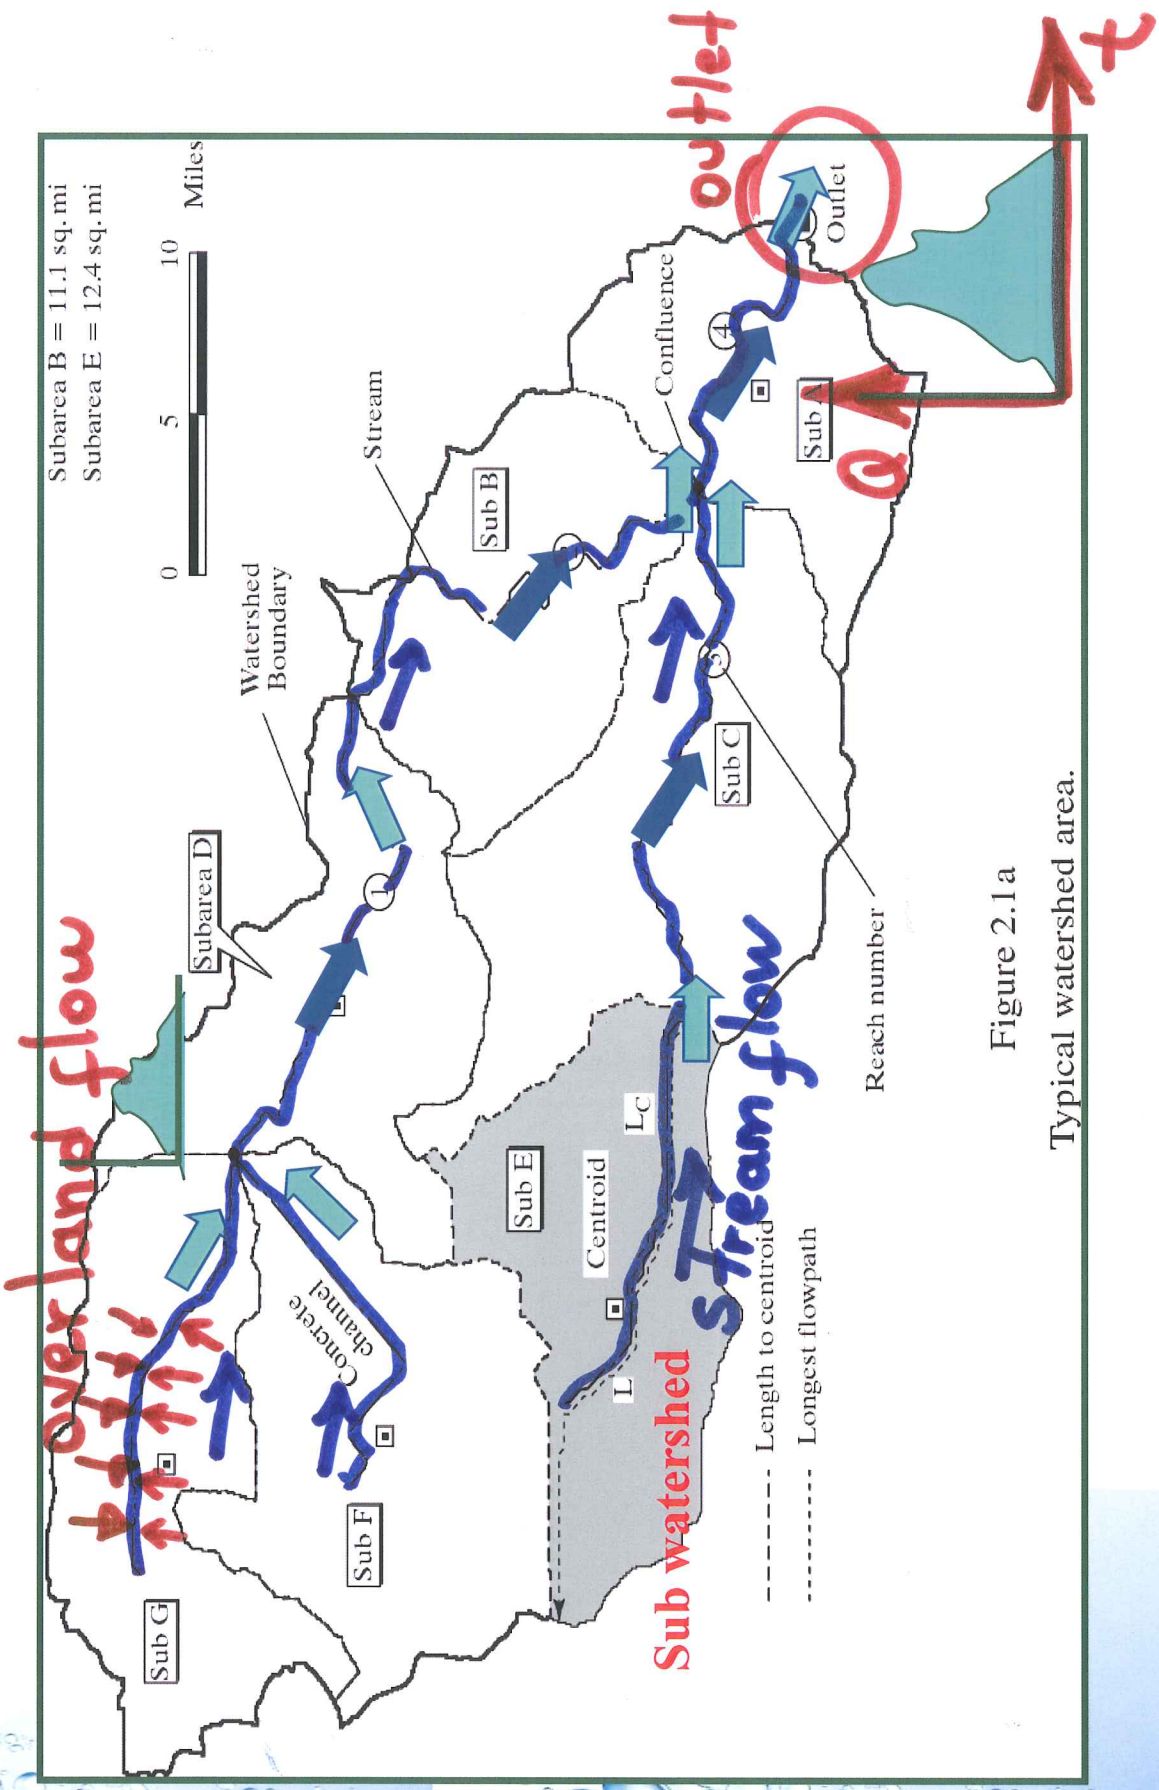 Subarea B = 11.1 sq. mi
Subarea E = 12.4 sq. mi
0 5 10 Miles
overland flow
Subarea D
Watershed
Boundary
Stream
Sub B
Confluence
outlet
Outlet
Sub G
Sub F
Concrete
channel
1
Sub E
Centroid
L
LC
Sub C
3
4
Sub A
Q
t
Sub watershed
stream flow
Length to centroid
Longest flowpath
Reach number
Figure 2.1a
Typical watershed area.